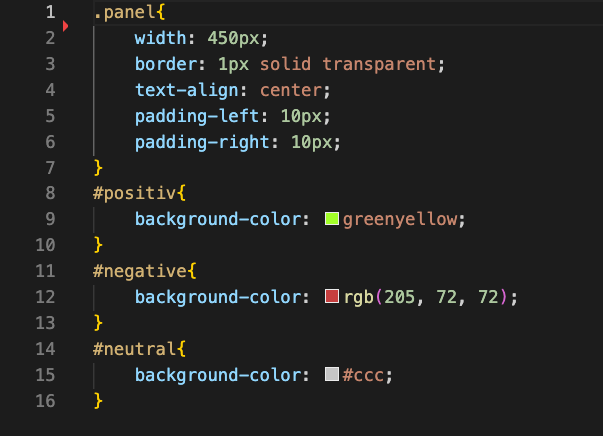 1 .panel{
2     width: 450px;
3     border: 1px solid transparent;
4     text-align: center;
5     padding-left: 10px;
6     padding-right: 10px;
7 }
8 #positiv{
9     background-color: greenyellow;
10 }
11 #negative{
12     background-color: rgb(205, 72, 72);
13 }
14 #neutral{
15     background-color: #ccc;
16 }